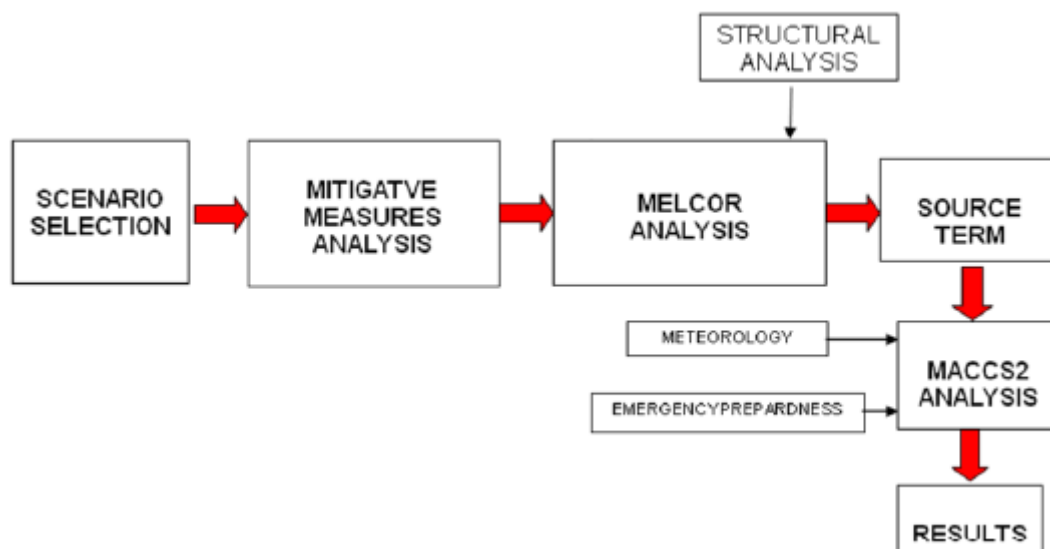 STRUCTURAL
ANALYSIS
SCENARIO
SELECTION
MITIGATVE
MEASURES
ANALYSIS
MELCOR
ANALYSIS
SOURCE
TERM
METEOROLOGY
EMERGENCYPREPARDNESS
MACCS2
ANALYSIS
RESULTS